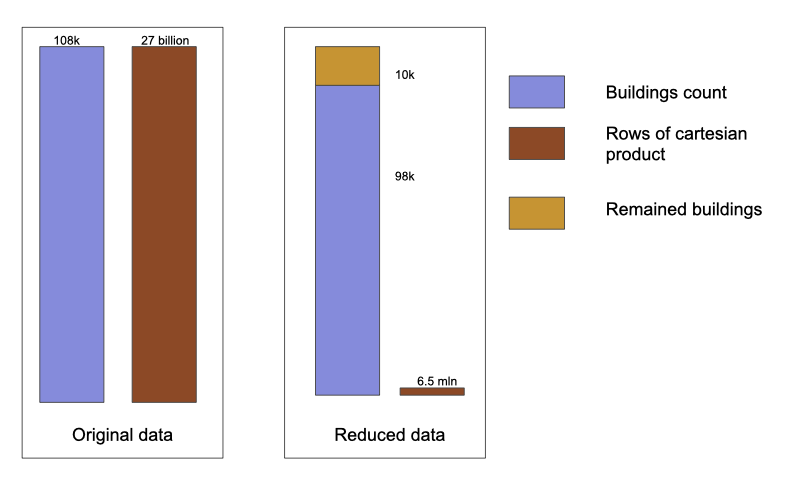 108k
27 billion
Original data
10k
98k
6.5 mln
Reduced data
Buildings count
Rows of cartesian
product
Remained buildings